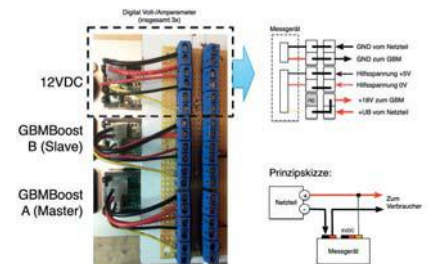 Digital Volt-/Amperemeter
(insgesamt 3x)
12VDC
GBMBoost
B (Slave)
GBMBoost
A (Master)
Messgerät
GND vom Netzteil
GND zum GBM
Hilfsspannung +5V
Hilfsspannung 0V
+18V zum GBM
+UB vom Netzteil
Prinzipskizze:
Netzteil
+
-
Zum
Verbraucher
Messgerät